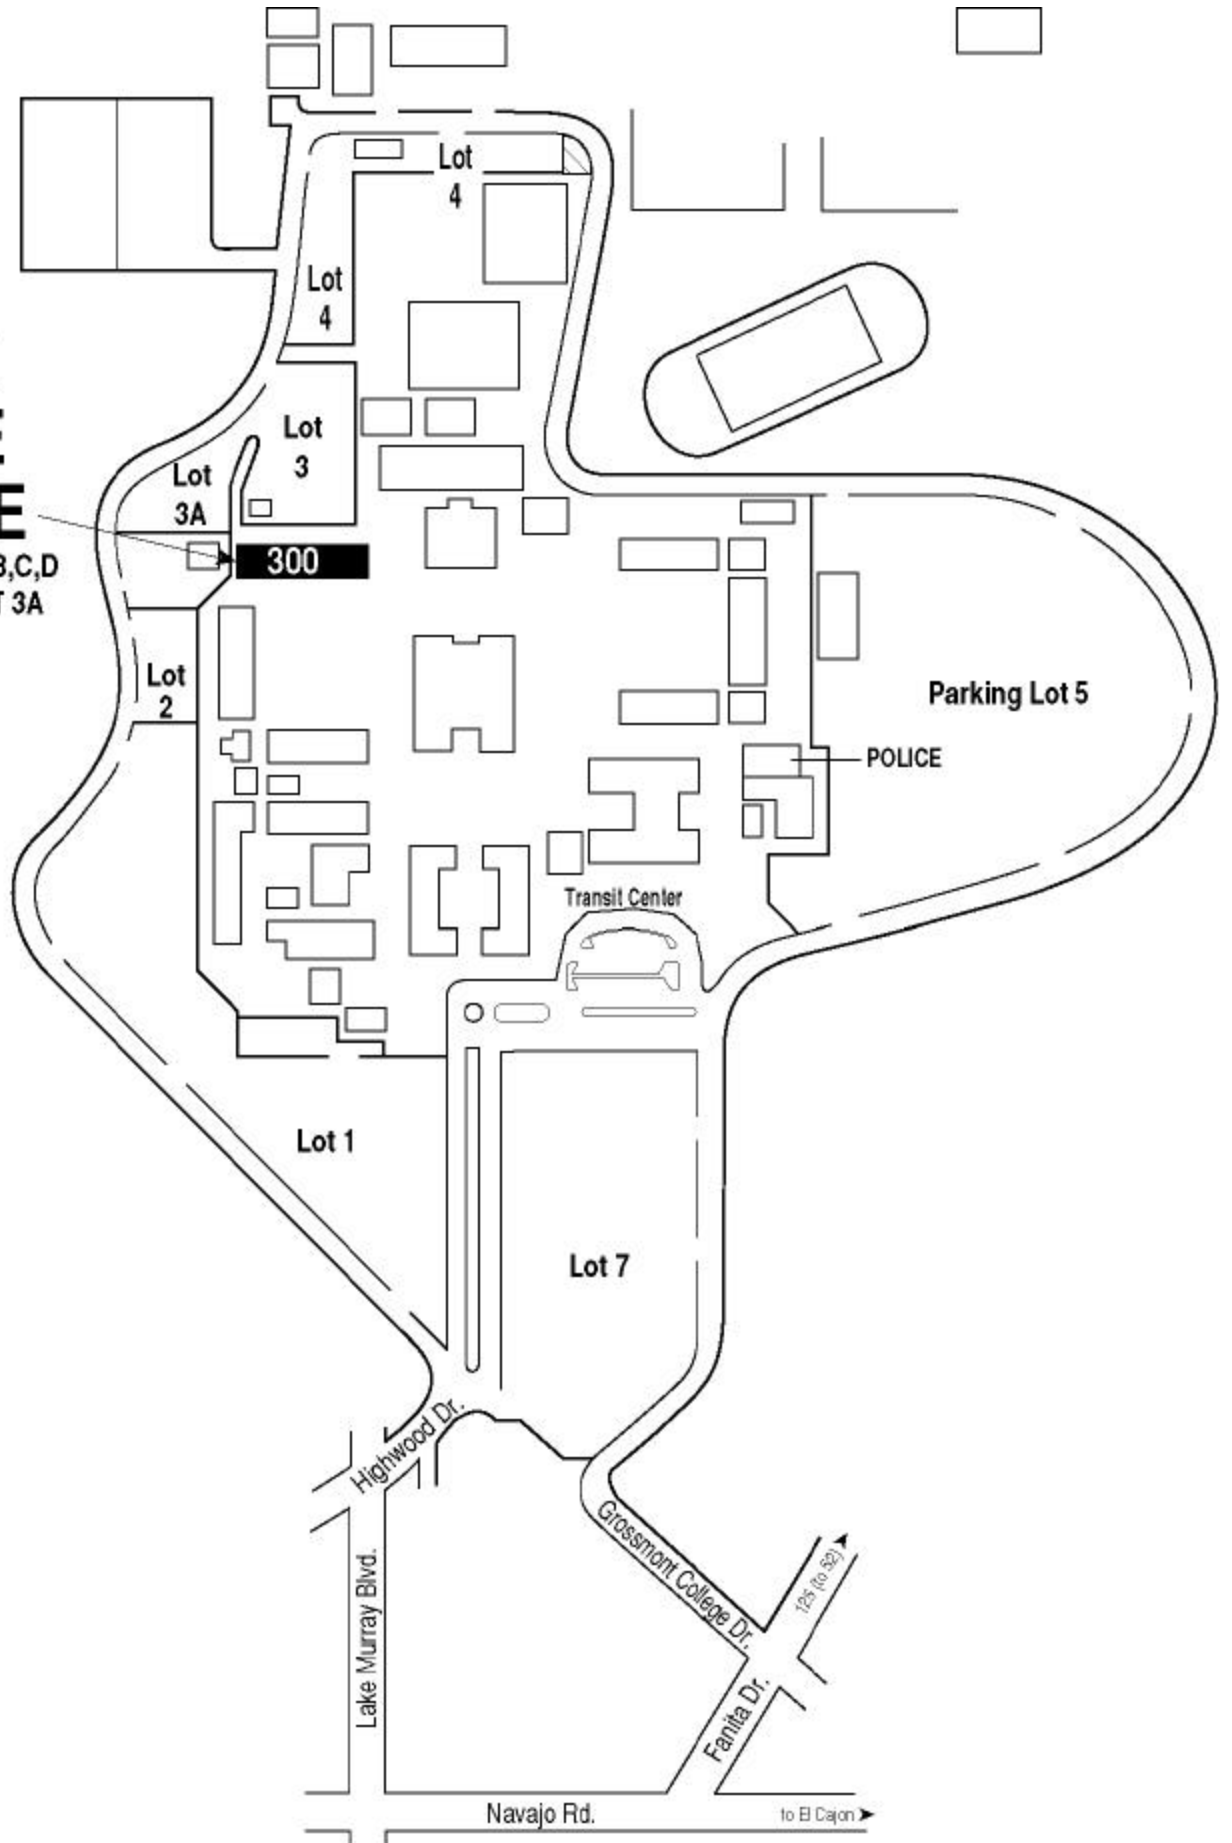 Lot
4
Lot
4
Lot
3
Lot
3A
E
E
300
B,C,D
T 3A
Lot
2
Parking Lot 5
POLICE
Transit Center
Lot 1
Lot 7
Highwood Dr.
Grossmont College Dr.
125 (to 52)
Lake Murray Blvd.
Fanita Dr.
Navajo Rd.
to El Cajon